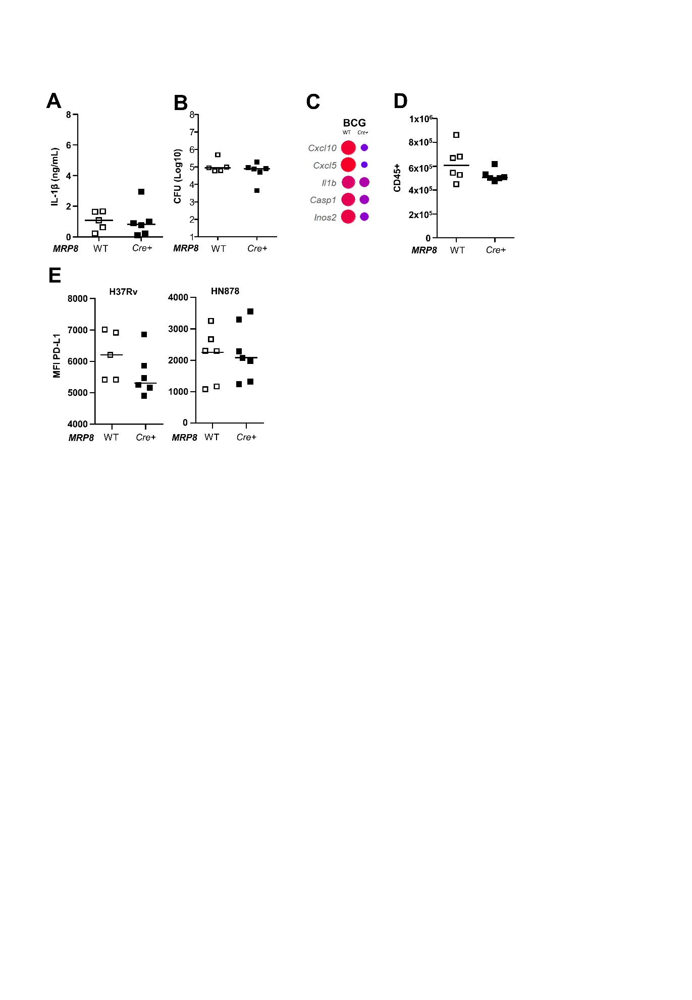 A
IL-1β (ng/mL)
8
6
4
2
0
MRP8 WT Cre+
B
CFU (Log10)
8
7
6
5
4
3
2
1
MRP8 WT Cre+
C
BCG
WT Cre+
Cxcl10
Cxcl5
Il1b
Casp1
Inos2
D
CD45+
1x10⁶
8x10⁵
6x10⁵
4x10⁵
2x10⁵
0
MRP8 WT Cre+
E
H37Rv
MFI PD-L1
8000
7000
6000
5000
4000
MRP8 WT Cre+
HN878
4000
3000
2000
1000
0
MRP8 WT Cre+